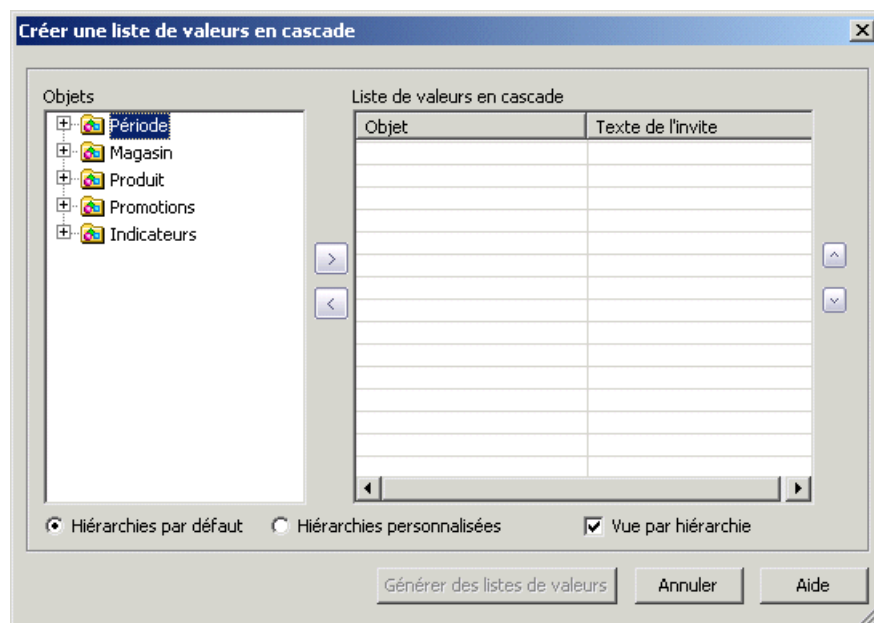 Créer une liste de valeurs en cascade
Objets
Liste de valeurs en cascade
Période
Magasin
Produit
Promotions
Indicateurs
Objet
Texte de l'invite
Hiérarchies par défaut
Hiérarchies personnalisées
Vue par hiérarchie
Générer des listes de valeurs
Annuler
Aide